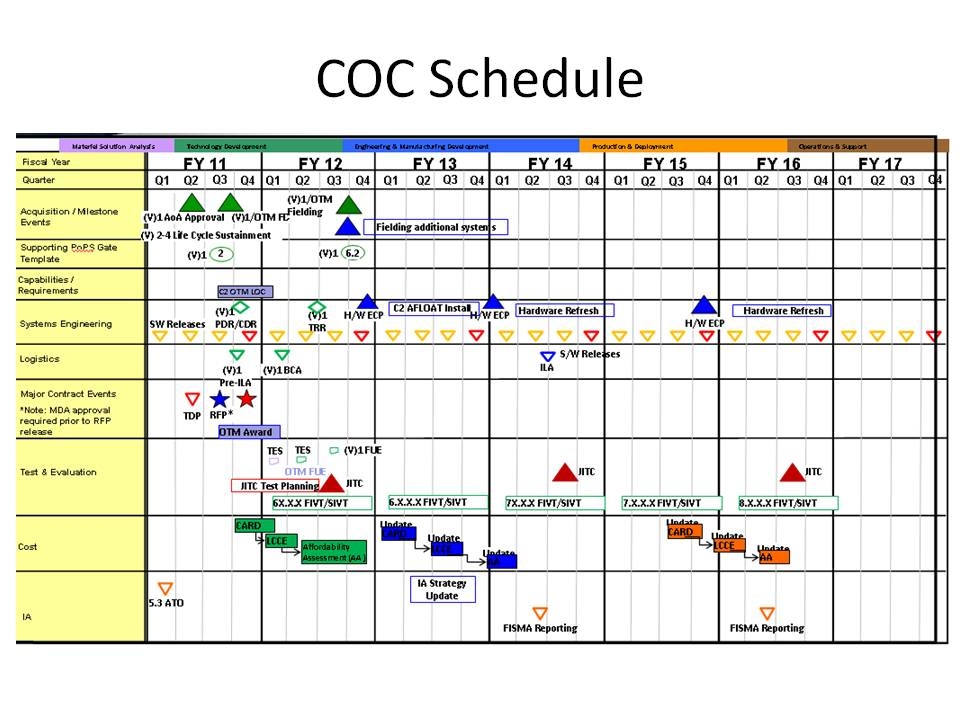 COC Schedule
Materiel Solution Analysis Technology Development Engineering & Manufacturing Development Production & Deployment Operations & Support
Fiscal Year FY 11 FY 12 FY 13 FY 14 FY 15 FY 16 FY 17
Quarter Q1 Q2 Q3 Q4 Q1 Q2 Q3 Q4 Q1 Q2 Q3 Q4 Q1 Q2 Q3 Q4 Q1 Q2 Q3 Q4 Q1 Q2 Q3 Q4 Q1 Q2 Q3 Q4
Acquisition / Milestone
Events
(V)1 AoA Approval (V)1/OTM FD
(V)1/OTM
Fielding
Fielding additional systems
(V) 2-4 Life Cycle Sustainment
Supporting PoPS Gate
Template
(V)1 2 (V)1 6.2
Capabilities /
Requirements
C2 OTM LOC
Systems Engineering
SW Releases
(V)1
PDR/CDR
(V)1
TRR
H/W ECP
C2 AFLOAT Install
H/W ECP
Hardware Refresh
H/W ECP
Hardware Refresh
Logistics
(V)1
Pre-ILA
(V)1 BCA
ILA
S/W Releases
Major Contract Events
*Note: MDA approval
required prior to RFP
release
TDP RFP*
OTM Award
Test & Evaluation
TES TES (V)1 FUE
OTM FUE
JITC Test Planning JITC JITC JITC
6X.X.X FIVT/SIVT 6.X.X.X FIVT/SIVT 7X.X.X FIVT/SIVT 7.X.X.X FIVT/SIVT 8.X.X.X FIVT/SIVT
Cost
CARD
LCCE
Affordability
Assessment (AA)
Update
CARD
Update
LCCE
Update
AA
Update
CARD
Update
LCCE
Update
AA
IA
5.3 ATO
IA Strategy
Update
FISMA Reporting FISMA Reporting